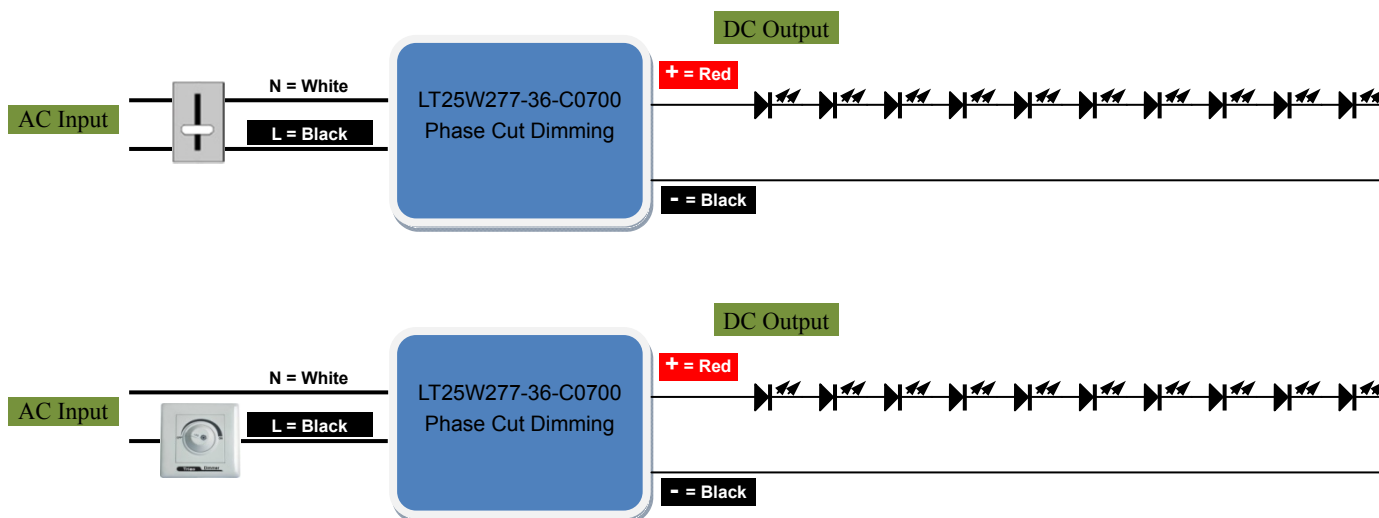 DC Output
+ = Red
N = White
AC Input
L = Black
LT25W277-36-C0700
Phase Cut Dimming
- = Black
DC Output
+ = Red
N = White
AC Input
L = Black
LT25W277-36-C0700
Phase Cut Dimming
- = Black